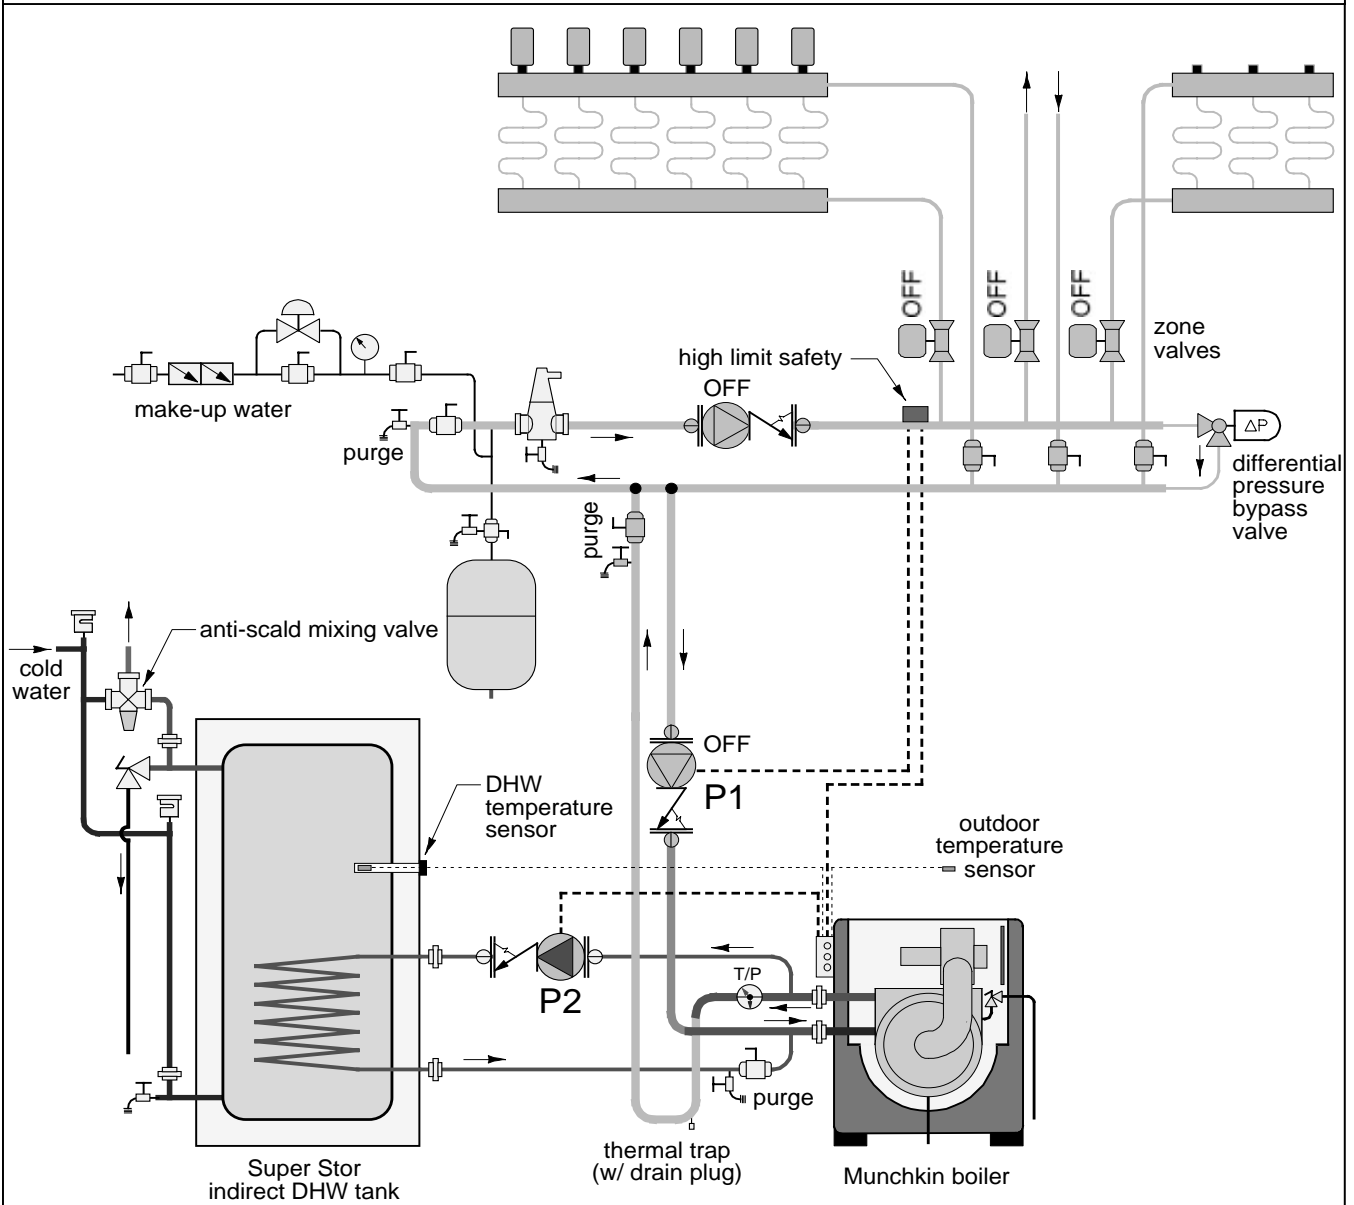 OFF
OFF
OFF
zone
valves
high limit safety
OFF
make-up water
purge
ΔP
differential
pressure
bypass
valve
purge
anti-scald mixing valve
cold
water
OFF
P1
DHW
temperature
sensor
outdoor
temperature
sensor
P2
T/P
purge
thermal trap
(w/ drain plug)
Munchkin boiler
Super Stor
indirect DHW tank